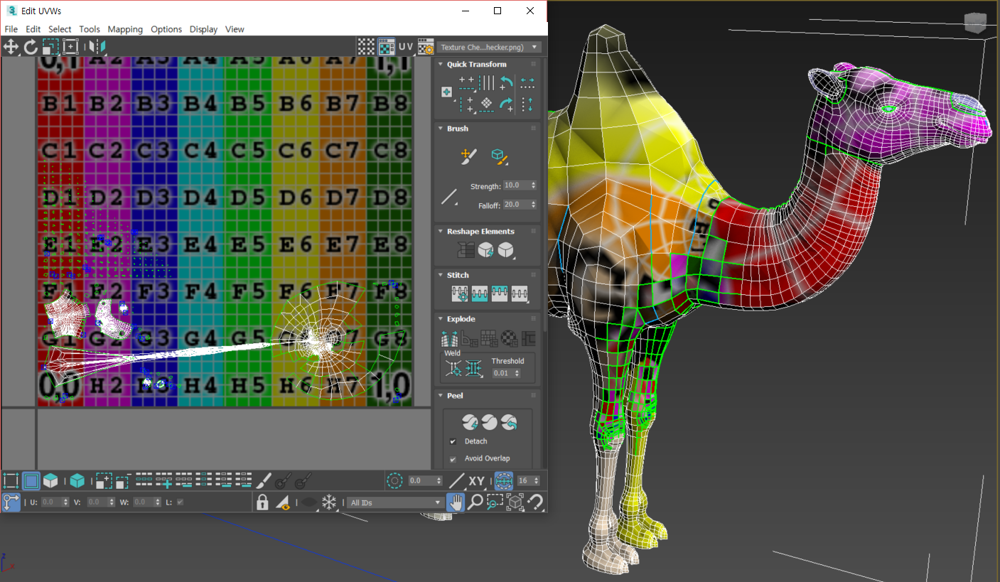 3 Edit UVWs
File Edit Select Tools Mapping Options Display View
UV Texture Che...hecker.png)
0,1 A2 A3 A4 A5 A6 A7 1,1
B1 B2 B3 B4 B5 B6 B7 B8
C1 C2 C3 C4 C5 C6 C7 C8
D1 D2 D3 D4 D5 D6 D7 D8
E1 E2 E3 E4 E5 E6 E7 E8
F2 F3 F4 F5 F6 F7 F8
G1 G3 G4 G5 G8
0,0 H2 H3 H4 H5 H6 A7 1,0
Quick Transform
Brush
Strength: 10.0
Falloff: 20.0
Reshape Elements
Stitch
Explode
Weld
Threshold
0.01
Peel
Detach
Avoid Overlap
0.0 XY 16
U: 0.0 V: 0.0 W: 0.0 L:
All IDs
z
x